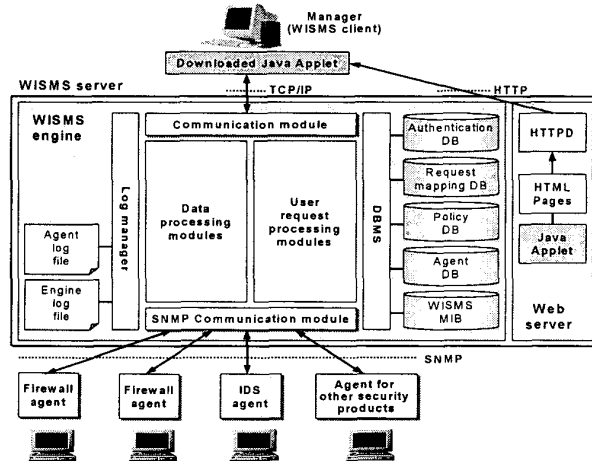 Manager
(WISMS client)
Downloaded Java Applet
WISMS server
TCP/IP
HTTP
WISMS
engine
Log manager
Communication module
Data
processing
modules
User
request
processing
modules
SNMP Communication module
Agent
log
file
Engine
log
file
DBMS
Authentication
DB
Request
mapping DB
Policy
DB
Agent
DB
WISMS
MIB
HTTPD
HTML
Pages
Java
Applet
Web
server
SNMP
Firewall
agent
Firewall
agent
IDS
agent
Agent for
other security
products